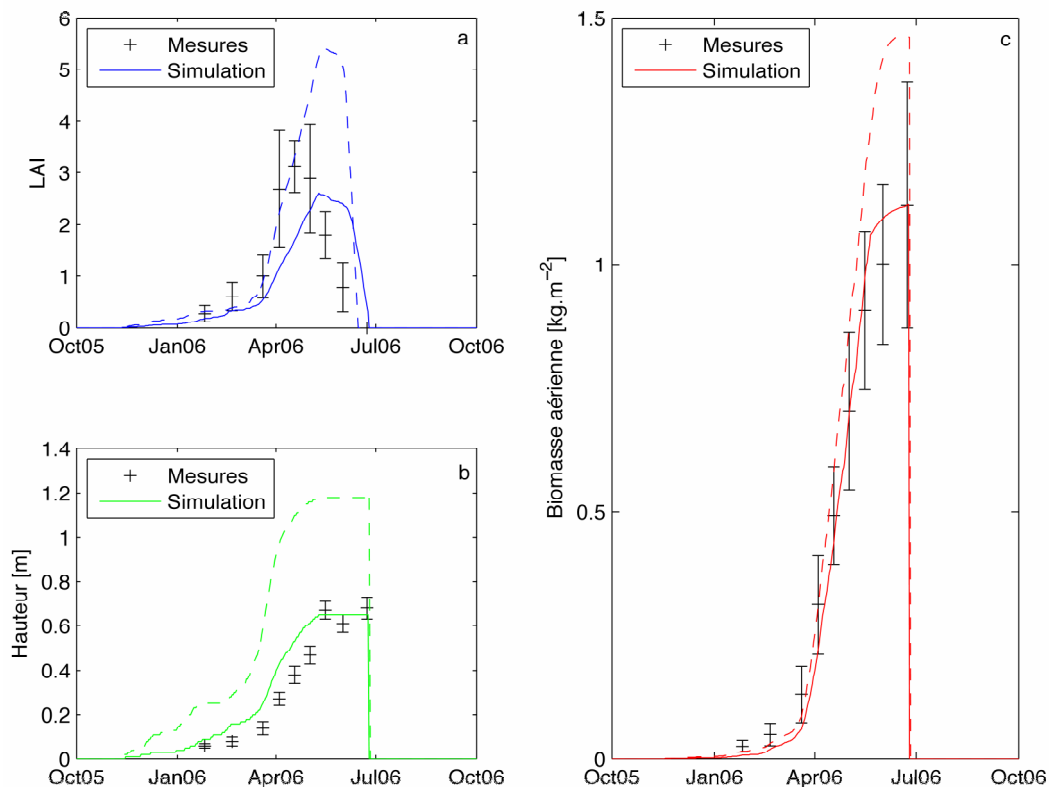 6
5
4
3
2
1
0
LAI
Mesures
Simulation
a
Oct05 Jan06 Apr06 Jul06 Oct06
1.4
1.2
1
0.8
0.6
0.4
0.2
0
Hauteur [m]
Mesures
Simulation
b
Oct05 Jan06 Apr06 Jul06 Oct06
1.5
1
0.5
0
Biomasse aérienne [kg.m−2]
Mesures
Simulation
c
Oct05 Jan06 Apr06 Jul06 Oct06